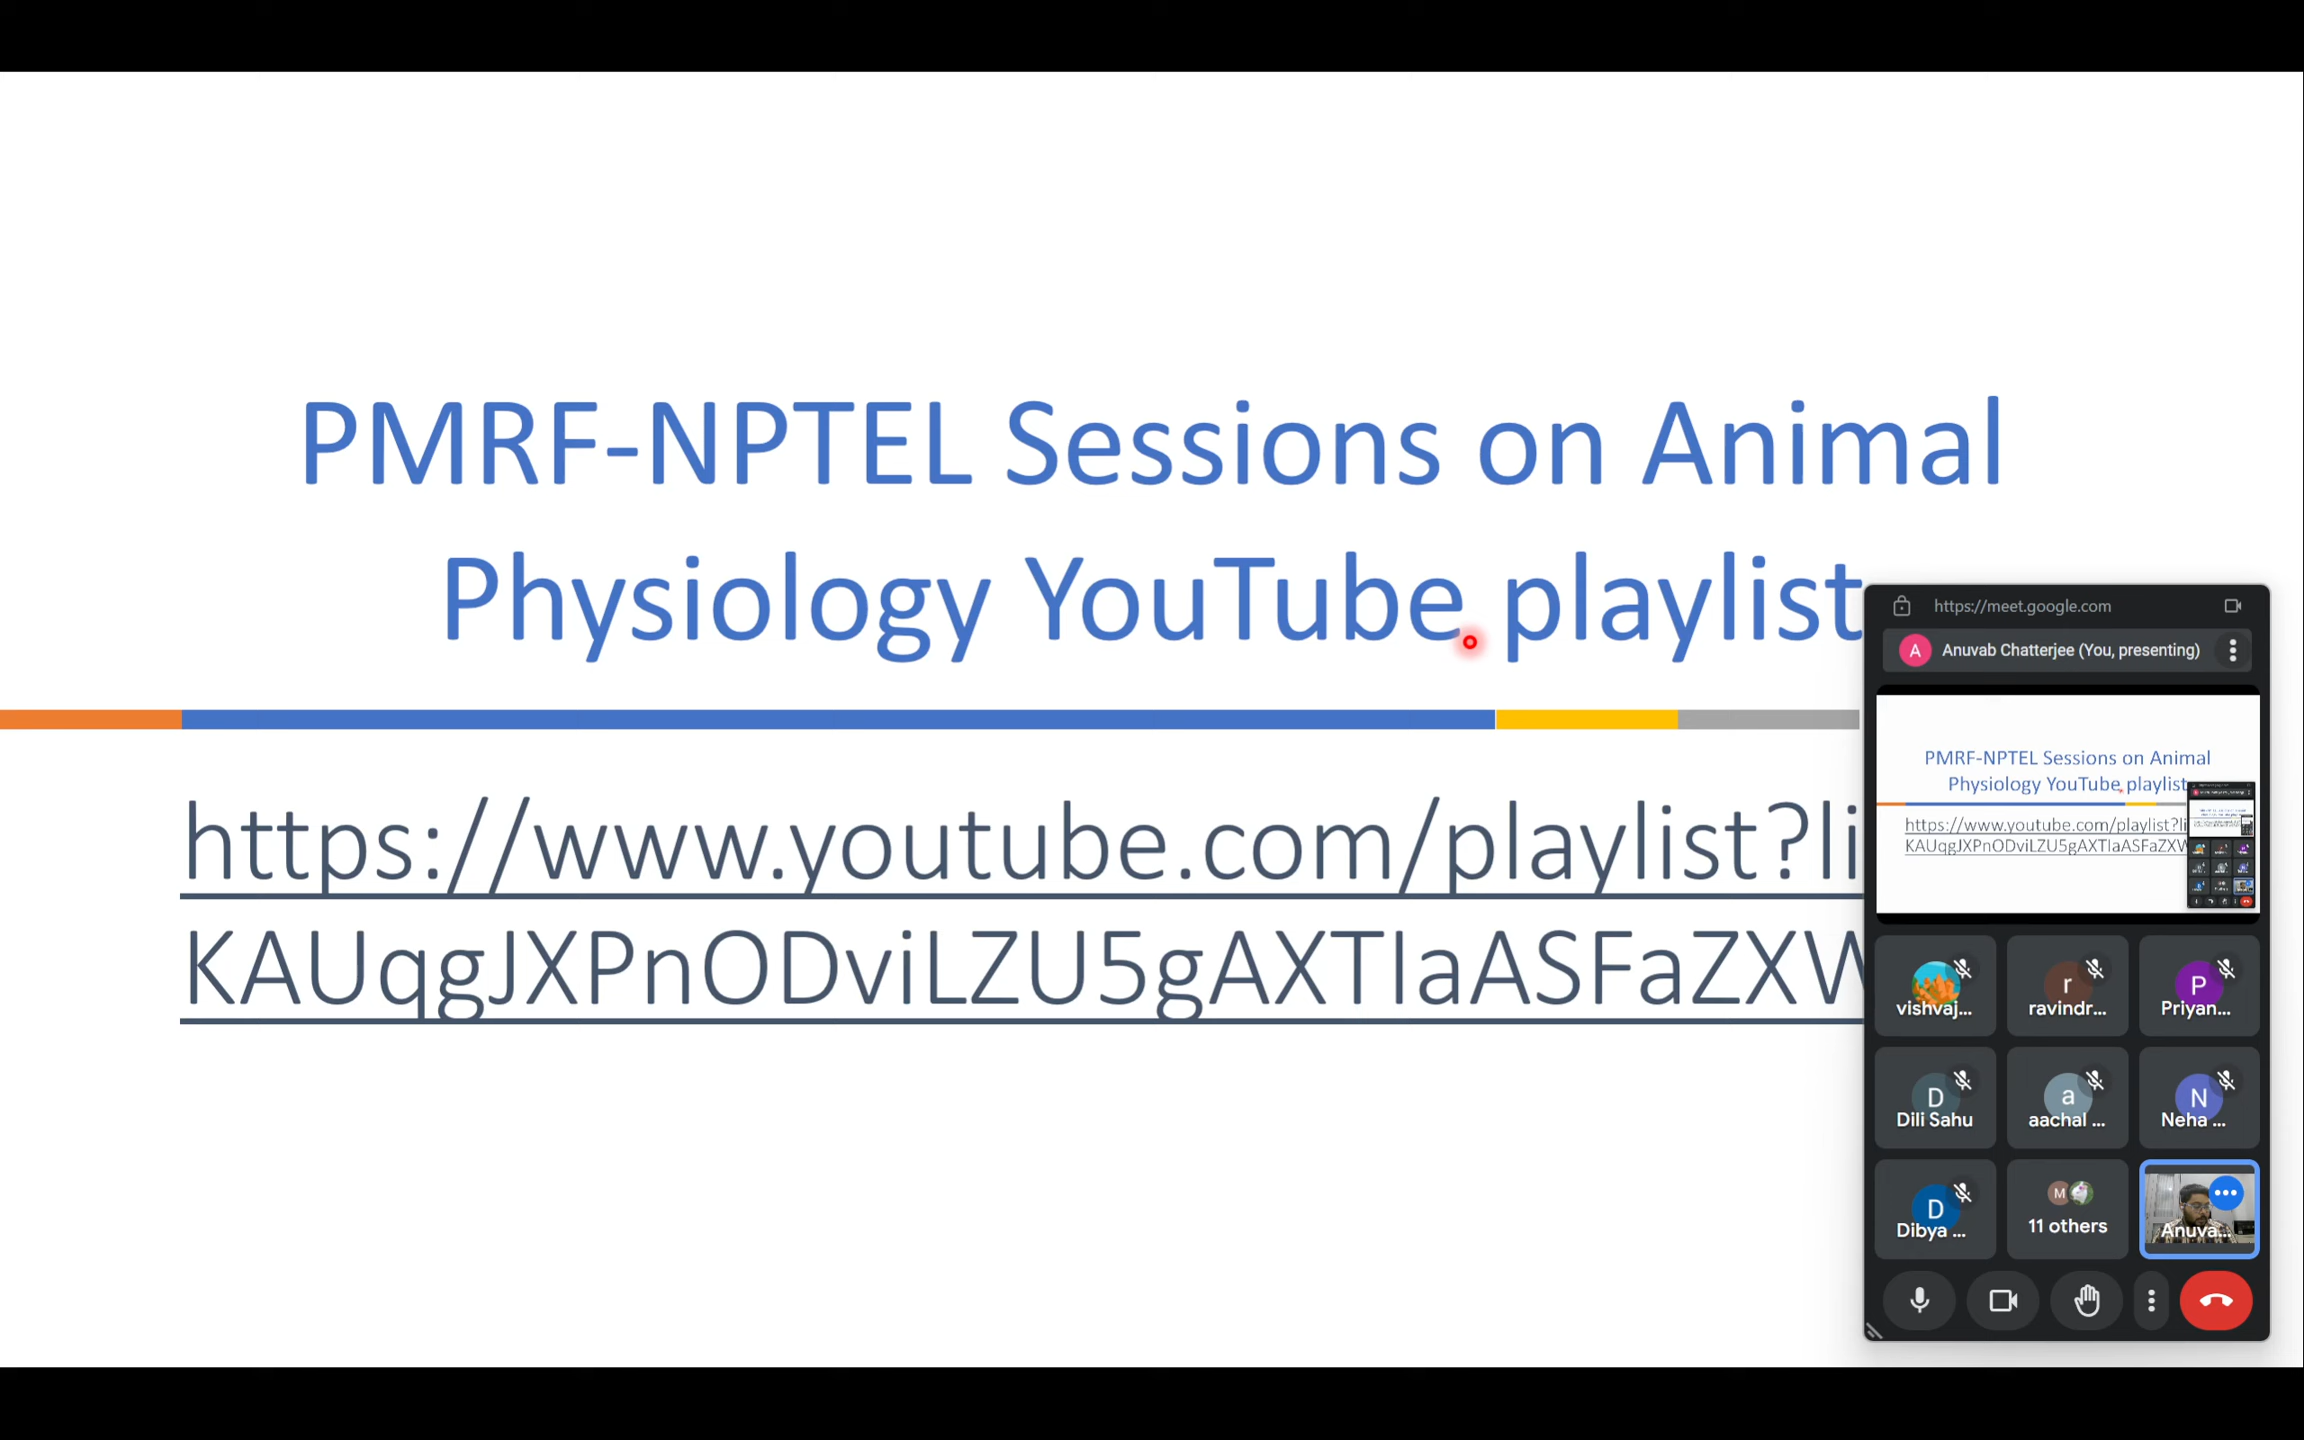 PMRF-NPTEL Sessions on Animal
Physiology YouTube playlist
https://www.youtube.com/playlist?li
KAUqgJXPnODviLZU5gAXTIaASFaZXW
https://meet.google.com
A Anuvab Chatterjee (You, presenting)
PMRF-NPTEL Sessions on Animal
Physiology YouTube playlist
https://www.youtube.com/playlist?li
KAUqgJXPnODviLZU5gAXTIaASFaZXW
vishvaj...
r
ravindr...
P
Priyan...
D
Dili Sahu
a
aachal ...
N
Neha ...
D
Dibya ...
M
11 others
Anuva...